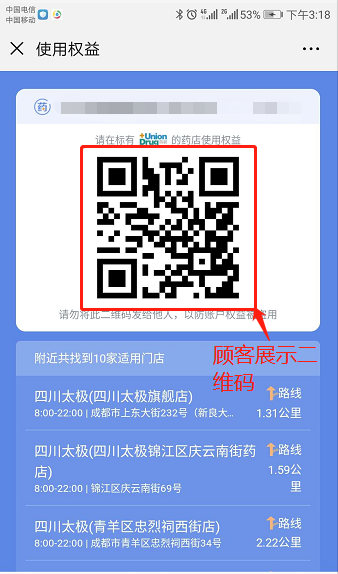 中国电信
中国移动
4G 2G 53% 下午3:18
使用权益
药
请在标有 Union Drug 的药店使用权益
请勿将此二维码发给他人，以防账户权益被盗用
顾客展示二
维码
附近共找到10家适用门店
四川太极(四川太极旗舰店) 路线
8:00-22:00 | 成都市上东大街232号（新良大... 1.31公里
四川太极(四川太极锦江区庆云南街药 路线
店) 1.59公
8:00-22:00 | 锦江区庆云南街69号 里
四川太极(青羊区忠烈祠西街店) 路线
8:00-22:00 | 成都市青羊区忠烈祠西街34号 2.22公里